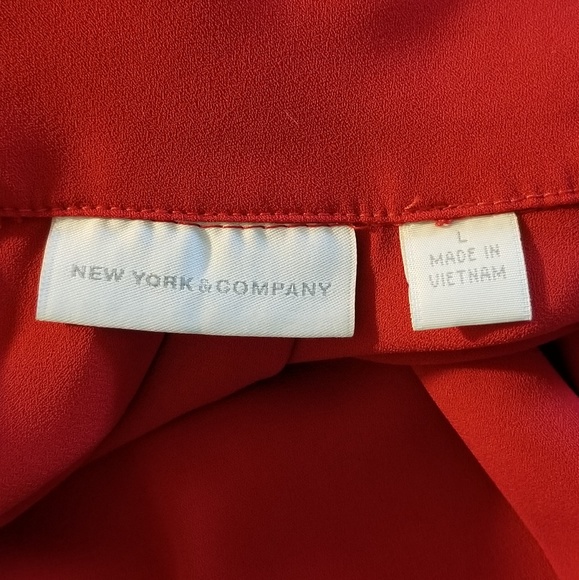 NEW YORK & COMPANY
L
MADE IN
VIETNAM